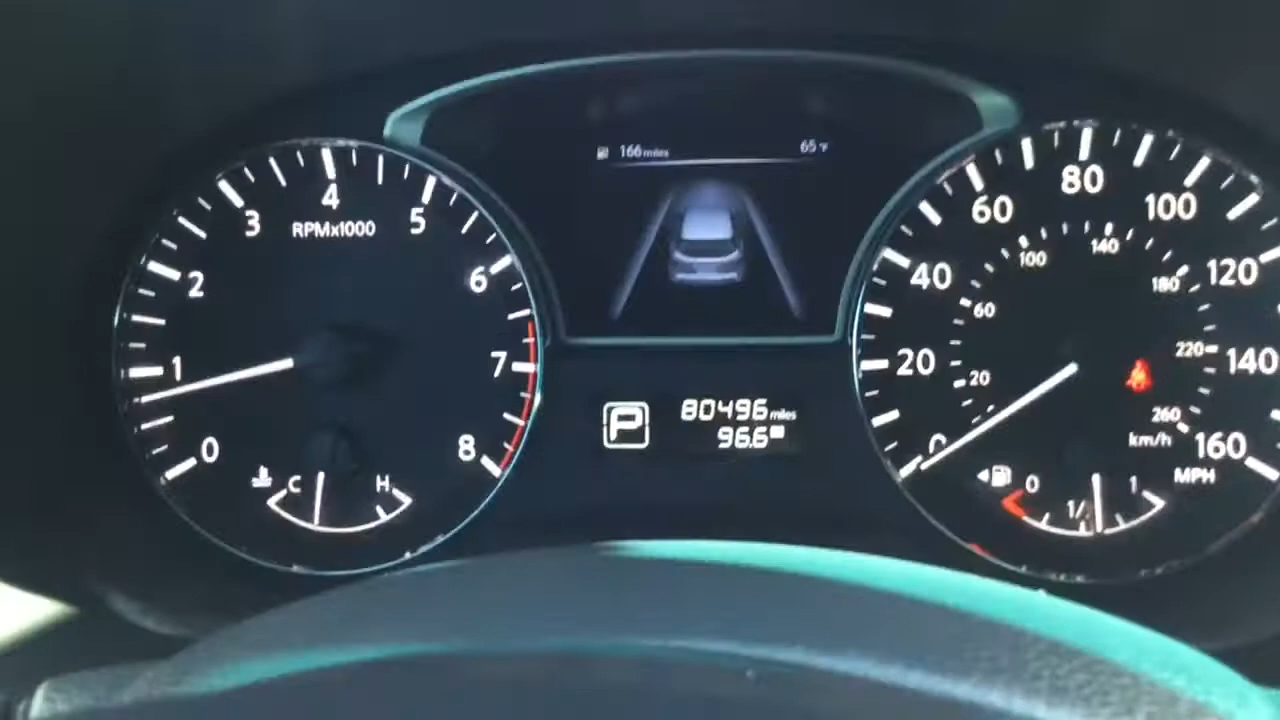 166 miles 65 °F
0 1 2 3 4 5 6 7 8
RPMx1000
C H
P
80496 miles
96.6
0 20 40 60 80 100 120 140 160
20 60 100 140 180 220 260
km/h
MPH
0 1/ 1